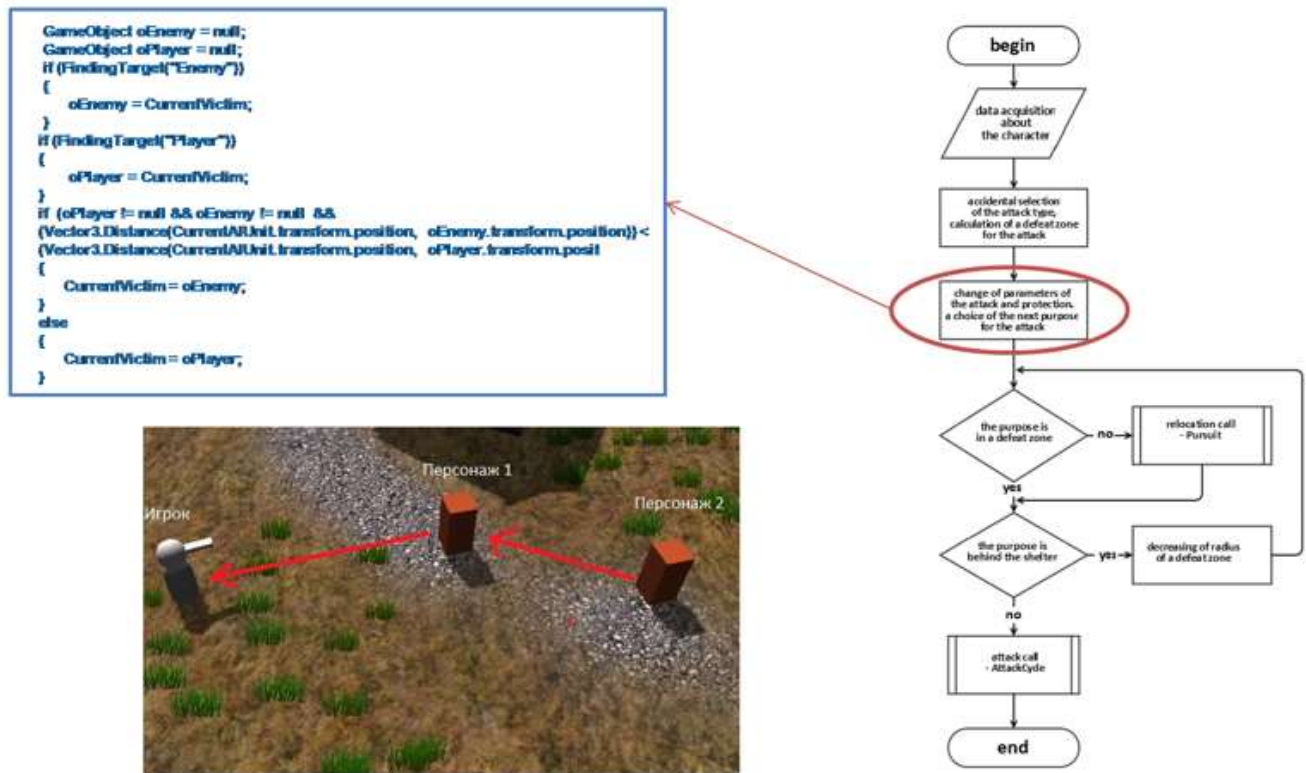 GameObject oEnemy = null;
GameObject oPlayer = null;
if (FindingTarget("Enemy"))
{
oEnemy = CurrentVictim;
}
if (FindingTarget("Player"))
{
oPlayer = CurrentVictim;
}
if (oPlayer != null && oEnemy != null &&
(Vector3.Distance(CurrentAIUnit.transform.position, oEnemy.transform.position)) <
(Vector3.Distance(CurrentAIUnit.transform.position, oPlayer.transform.posit
{
CurrentVictim = oEnemy;
}
else
{
CurrentVictim = oPlayer;
}
Персонаж 1
Персонаж 2
Игрок
begin
data acquisition
about
the character
accidental selection
of the attack type,
calculation of a defeat zone
for the attack
change of parameters of
the attack and protection.
a choice of the next purpose
for the attack
the purpose is
in a defeat zone
no
relocation call
- Pursuit
yes
the purpose is
behind the shelter
yes
decreasing of radius
of a defeat zone
no
attack call
- AttackCycle
end